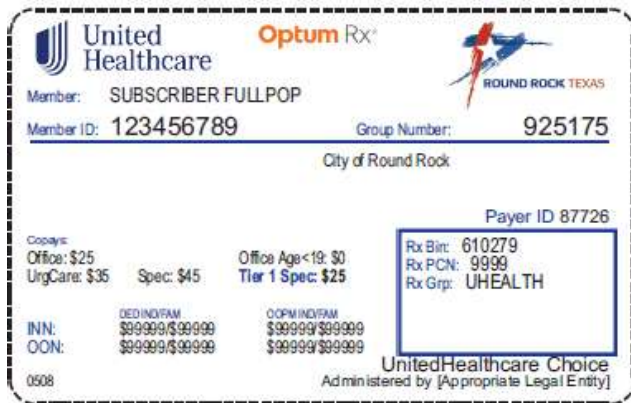 United
Healthcare
Optum Rx
ROUND ROCK TEXAS
Member: SUBSCRIBER FULLPOP
Member ID: 123456789 Group Number: 925175
City of Round Rock
Payer ID 87726
Copays:
Office: $25 Office Age<19: $0
UrgCare: $35 Spec: $45 Tier 1 Spec: $25
Rx Bin: 610279
Rx PCN: 9999
Rx Grp: UHEALTH
DED IND/FAM OOPM IND/FAM
INN: $99999/$99999 $99999/$99999
OON: $99999/$99999 $99999/$99999
UnitedHealthcare Choice
0508 Administered by [Appropriate Legal Entity]